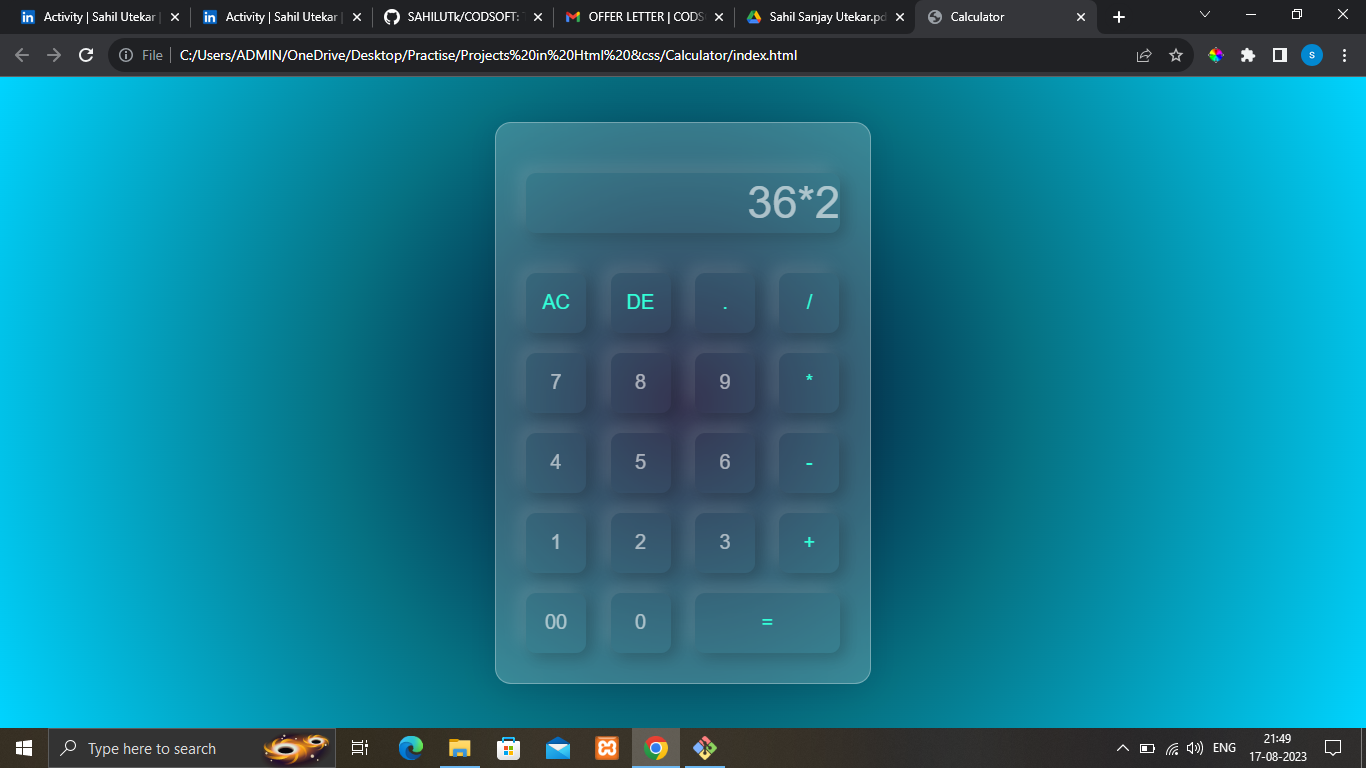 Activity | Sahil Utekar |
Activity | Sahil Utekar |
SAHILUTk/CODSOFT:
OFFER LETTER | CODS
Sahil Sanjay Utekar.pd
Calculator
File
C:/Users/ADMIN/OneDrive/Desktop/Practise/Projects%20in%20Html%20&css/Calculator/index.html
S
36*2
AC DE . /
7 8 9 *
4 5 6 -
1 2 3 +
00 0 =
Type here to search
ENG
21:49
17-08-2023